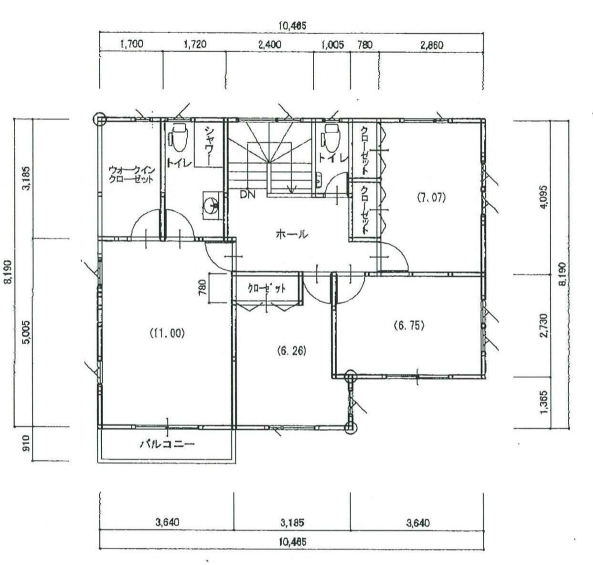 10,465
1,700
1,720
2,400
1,005
780
2,860
3,185
8,190
5,005
910
ウォークイン
クローゼット
トイレ
シャワー
トイレ
クローゼット
クローゼット
(7.07)
DN
ホール
780
クローゼット
(11.00)
(6.26)
(6.75)
バルコニー
4,095
8,190
2,730
1,365
3,640
3,185
3,640
10,465